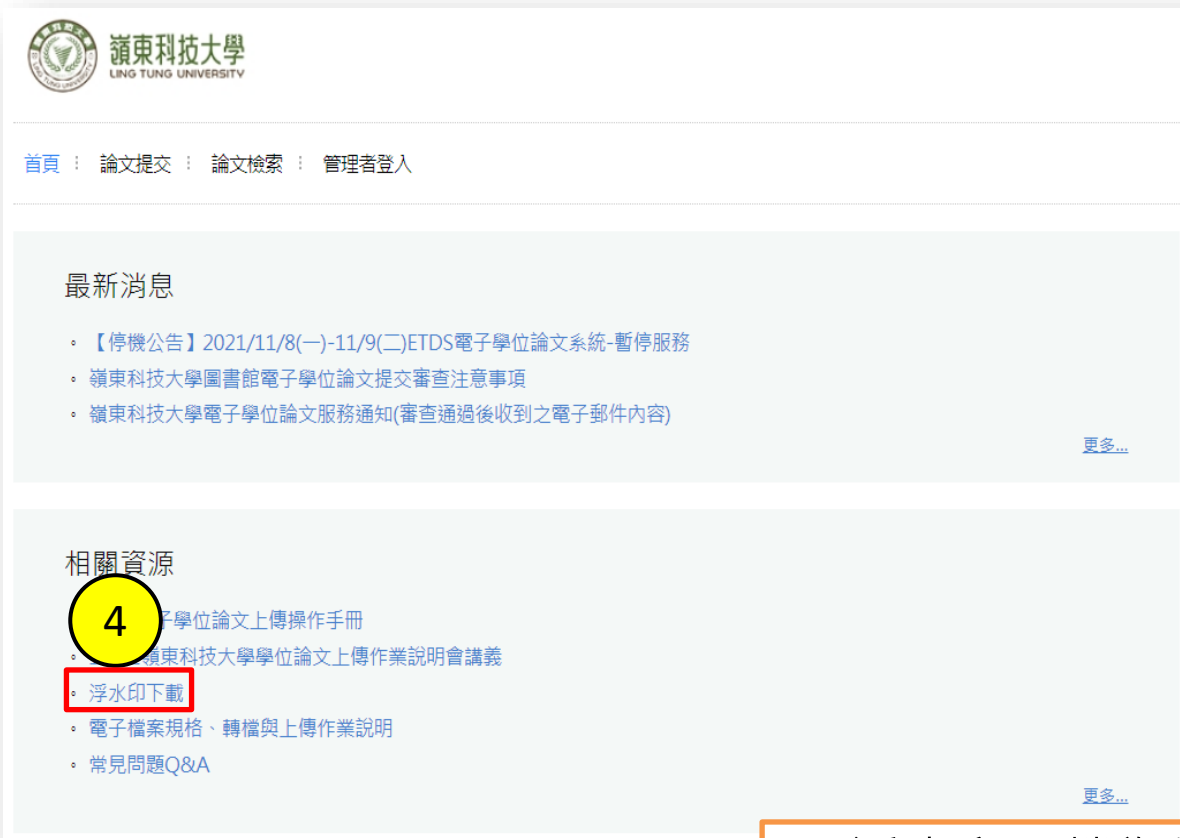 嶺東科技大學
LING TUNG UNIVERSITY
首頁 ⁝ 論文提交 ⁝ 論文檢索 ⁝ 管理者登入
最新消息
【停機公告】2021/11/8(一)-11/9(二)ETDS電子學位論文系統-暫停服務
嶺東科技大學圖書館電子學位論文提交審查注意事項
嶺東科技大學電子學位論文服務通知(審查通過後收到之電子郵件內容)
更多...
相關資源
4
子學位論文上傳操作手冊
嶺東科技大學學位論文上傳作業說明會講義
浮水印下載
電子檔案規格、轉檔與上傳作業說明
常見問題Q&A
更多...